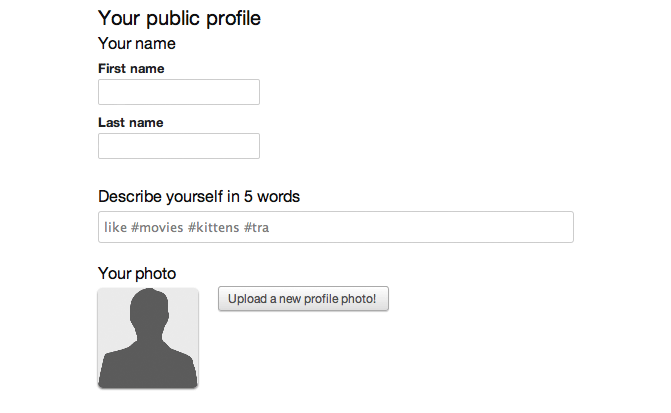 Your public profile
Your name
First name
Last name
Describe yourself in 5 words
like #movies #kittens #tra
Your photo
Upload a new profile photo!